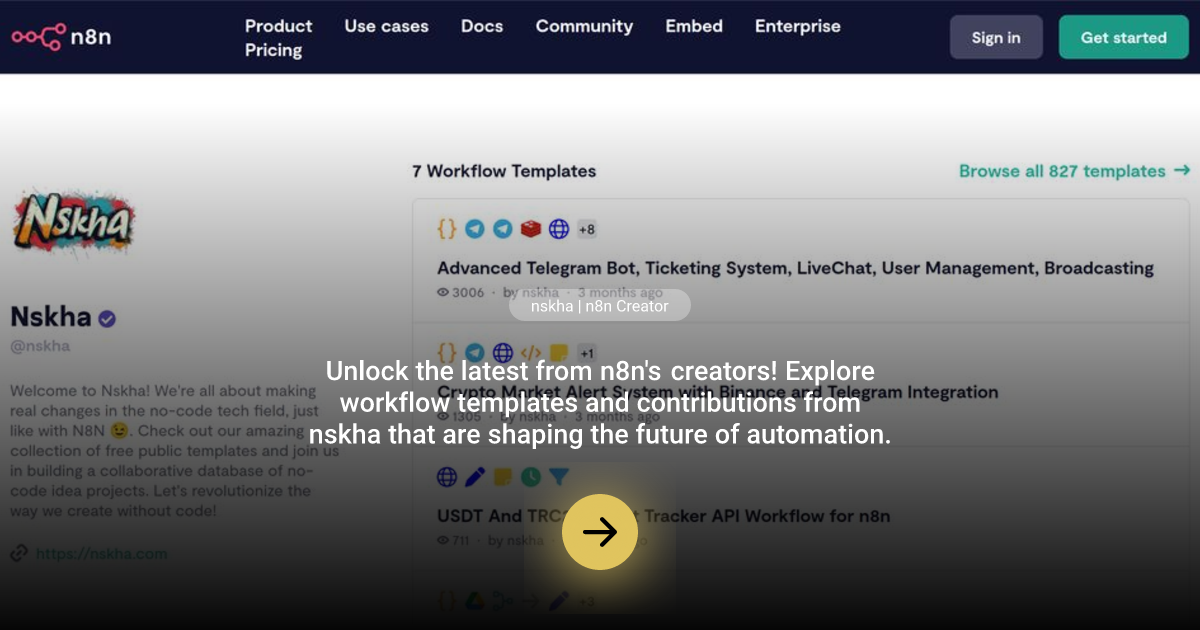 n8n
Product
Use cases
Docs
Community
Embed
Enterprise
Pricing
Sign in
Get started
Nskha
Nskha
@nskha
Welcome to Nskha! We're all about making
real changes in the no-code tech field, just
like with N8N 😉. Check out our amazing
collection of free public templates and join us
in building a collaborative database of no-
code idea projects. Let's revolutionize the
way we create without code!
https://nskha.com
7 Workflow Templates
Browse all 827 templates →
+8
Advanced Telegram Bot, Ticketing System, LiveChat, User Management, Broadcasting
3006 · by nskha · 3 months ago
nskha | n8n Creator
+1
Crypto Market Alert System with Binance and Telegram Integration
1305 · by nskha · 3 months ago
Unlock the latest from n8n's creators! Explore
workflow templates and contributions from
nskha that are shaping the future of automation.
USDT And Tracker API Workflow for n8n
711 · by nskha
+3